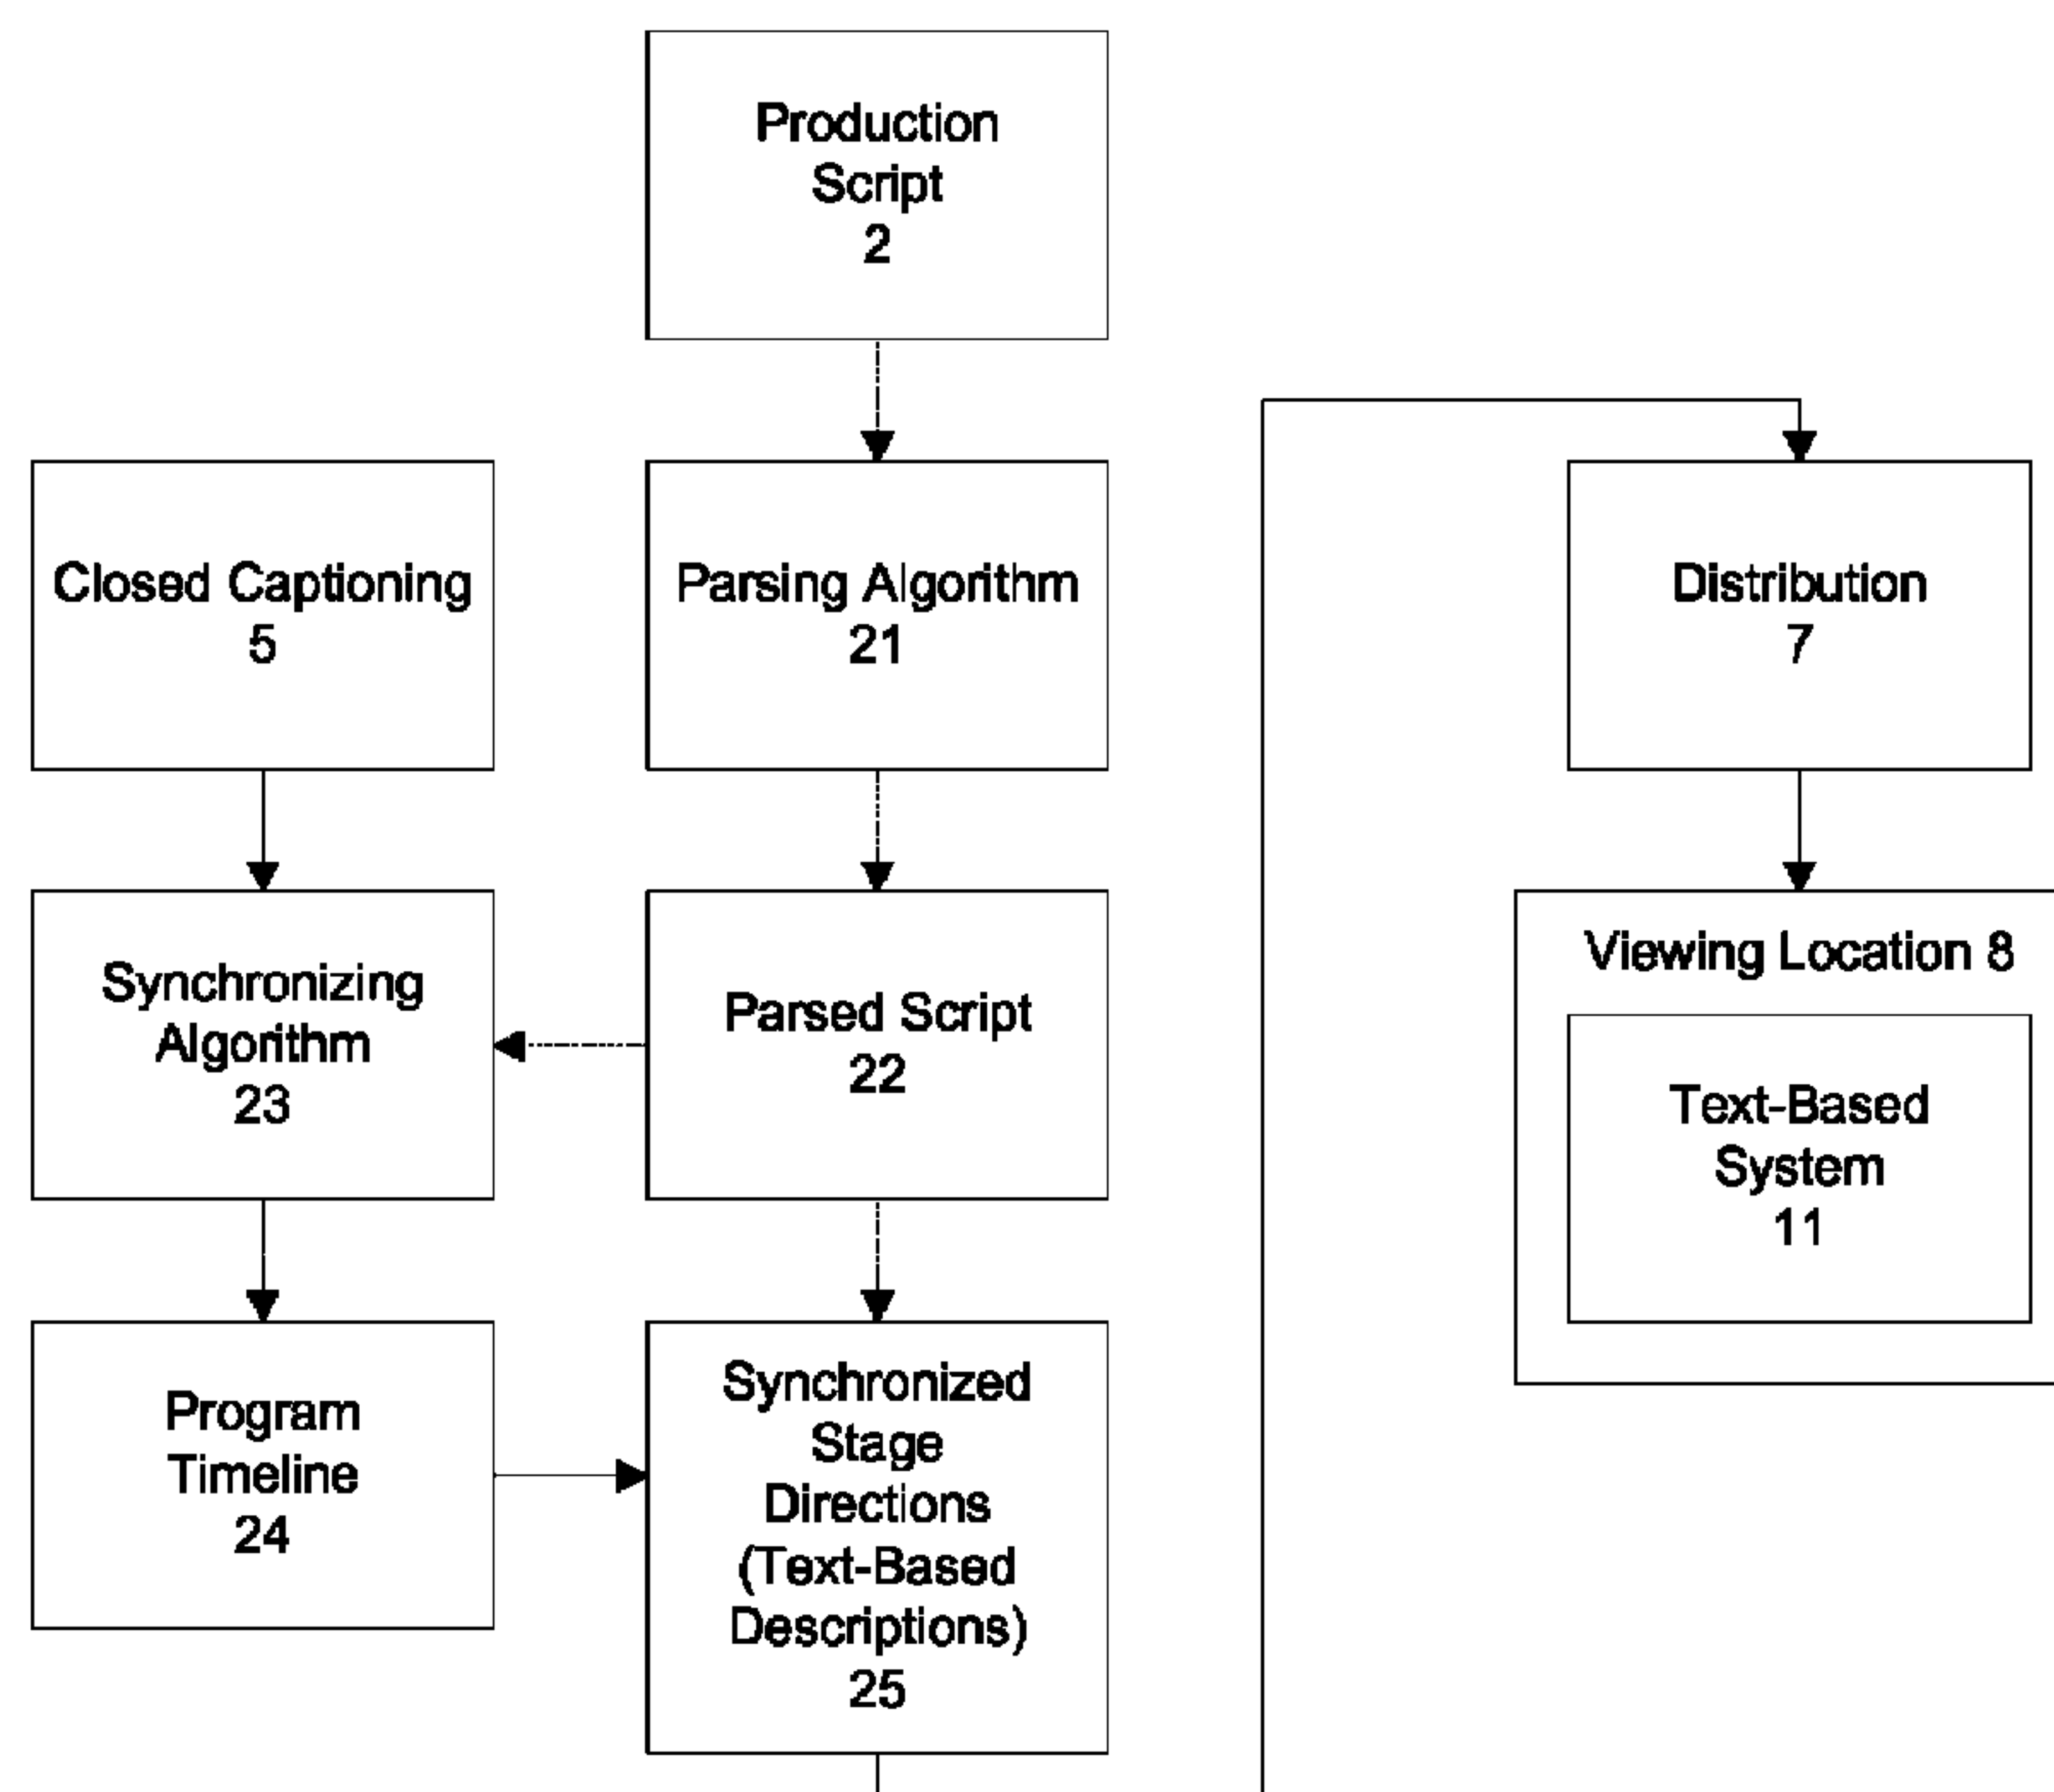 Production
Script
2
Closed Captioning
5
Parsing Algorithm
21
Distribution
7
Synchronizing
Algorithm
23
Parsed Script
22
Viewing Location 8
Text-Based
System
11
Program
Timeline
24
Synchronized
Stage
Directions
(Text-Based
Descriptions)
25